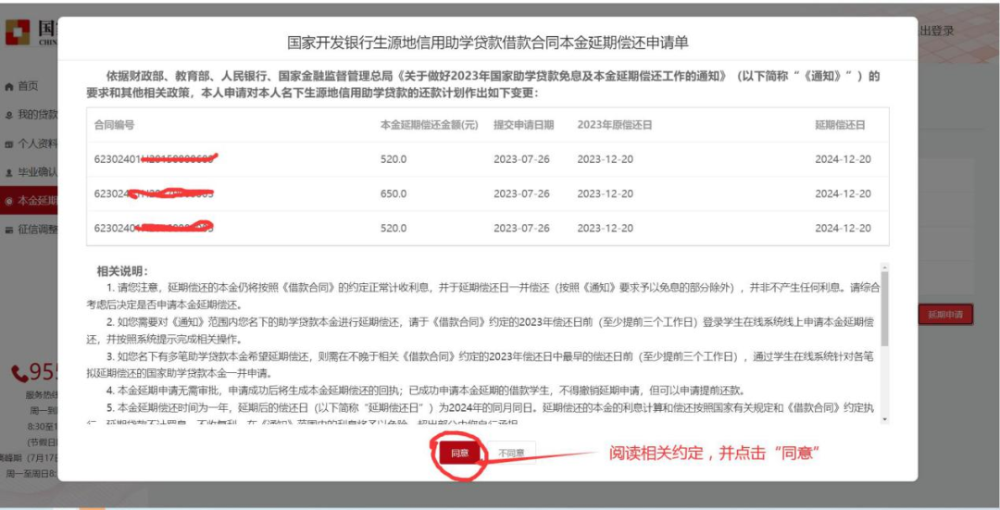 国
CHIN
出登录
国家开发银行生源地信用助学贷款借款合同本金延期偿还申请单
依据财政部、教育部、人民银行、国家金融监督管理总局《关于做好2023年国家助学贷款免息及本金延期偿还工作的通知》（以下简称“《通知》”）的
要求和其他相关政策，本人申请对本人名下生源地信用助学贷款的还款计划作出如下变更：
首页
我的贷款
个人资料
毕业确认
本金延期
征信调整
合同编号 本金延期偿还金额(元) 提交申请日期 2023年原偿还日 延期偿还日
62302401 520.0 2023-07-26 2023-12-20 2024-12-20
623024 650.0 2023-07-26 2023-12-20 2024-12-20
62302401 520.0 2023-07-26 2023-12-20 2024-12-20
相关说明：
1. 请您注意，延期偿还的本金仍将按照《借款合同》的约定正常计收利息，并于延期偿还日一并偿还（按照《通知》要求予以免息的部分除外），并非不产生任何利息。请综合
考虑后决定是否申请本金延期偿还。
2. 如您需要对《通知》范围内您名下的助学贷款本金进行延期偿还，请于《借款合同》约定的2023年偿还日前（至少提前三个工作日）登录学生在线系统线上申请本金延期偿
还，并按照系统提示完成相关操作。
3. 如您名下有多笔助学贷款本金希望延期偿还，则需在不晚于相关《借款合同》约定的2023年偿还日中最早的偿还日前（至少提前三个工作日），通过学生在线系统针对各笔
拟延期偿还的国家助学贷款本金一并申请。
4. 本金延期申请无需审批，申请成功后将生成本金延期偿还的回执；已成功申请本金延期的借款学生，不得撤销延期申请，但可以申请提前还款。
5. 本金延期偿还时间为一年，延期后的偿还日（以下简称“延期偿还日”）为2024年的同月同日。延期偿还的本金的利息计算和偿还按照国家有关规定和《借款合同》约定执
行，延期贷款不计罚息、不收复利。在《通知》范围内的利息将予以免除，超出部分由您自行承担。
延期申请
955
服务热线
周一到
8:30至1
(节假日
高峰期（7月17日
周一至周日8:
同意 不同意
阅读相关约定，并点击“同意”